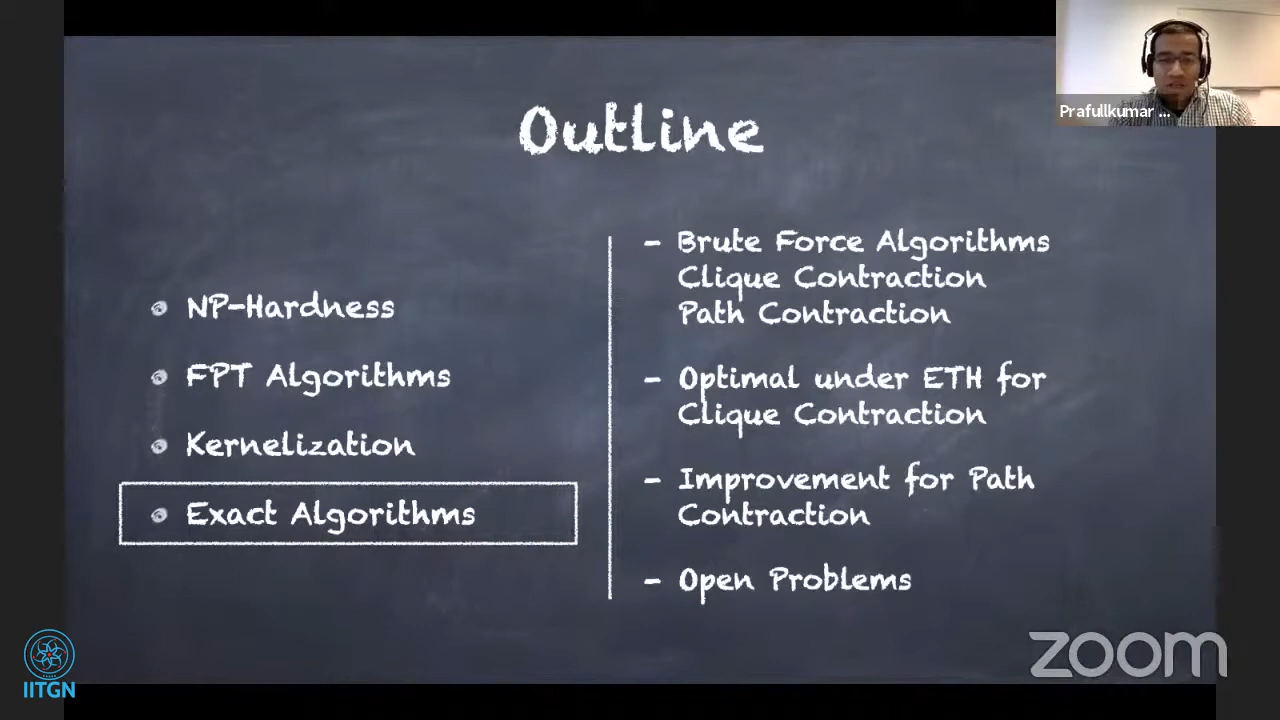 Outline
NP-Hardness
FPT Algorithms
Kernelization
Exact Algorithms
- Brute Force Algorithms
Clique Contraction
Path Contraction
- Optimal under ETH for
Clique Contraction
- Improvement for Path
Contraction
- Open Problems
Prafullkumar ...
IITGN
zoom